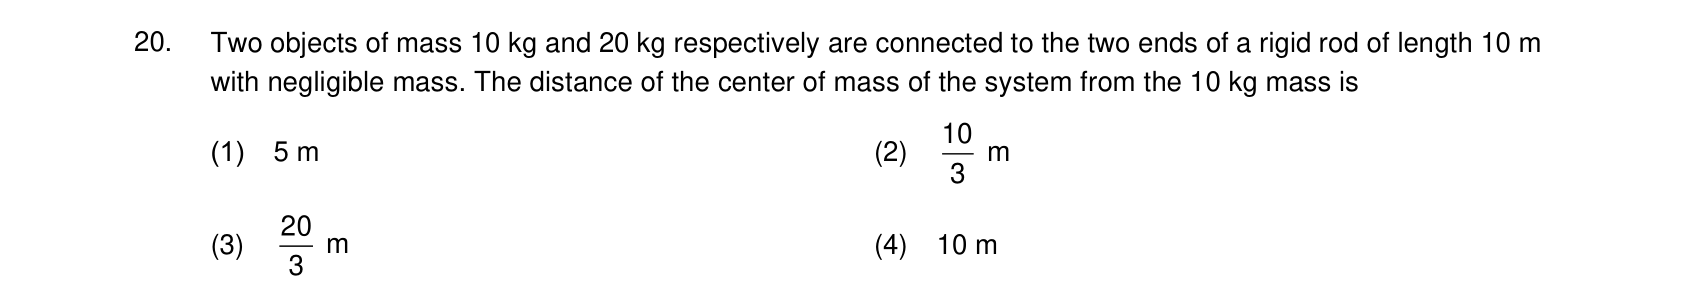 20. Two objects of mass 10 kg and 20 kg respectively are connected to the two ends of a rigid rod of length 10 m
with negligible mass. The distance of the center of mass of the system from the 10 kg mass is
(1) 5 m (2) 10/3 m
(3) 20/3 m (4) 10 m